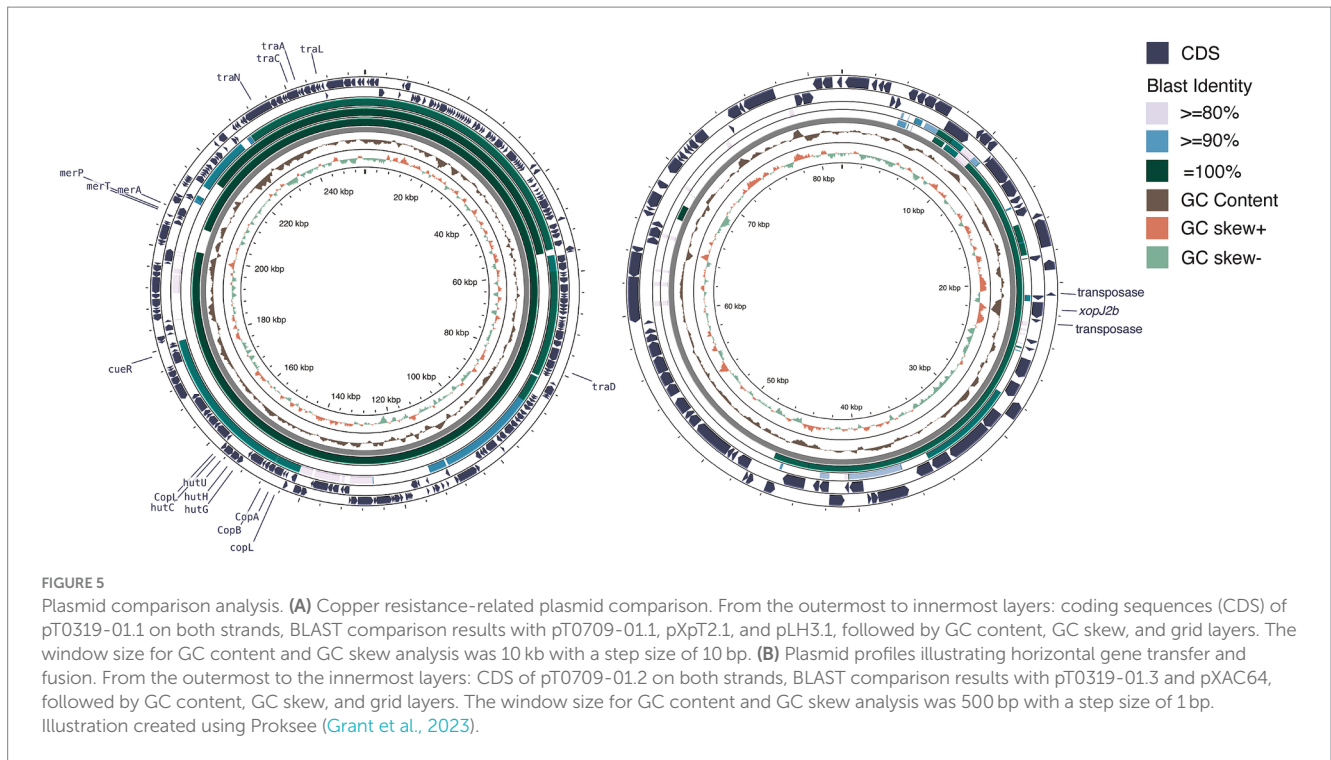 traA
traC
traL
traN
merP
merT
merA
cueR
hutU
CopL
hutH
hutC
hutG
CopA
CopB
copL
traD
240 kbp
20 kbp
220 kbp
40 kbp
200 kbp
60 kbp
180 kbp
80 kbp
160 kbp
100 kbp
140 kbp
120 kbp
80 kbp
10 kbp
70 kbp
20 kbp
60 kbp
30 kbp
50 kbp
40 kbp
transposase
xopJ2b
transposase
CDS
Blast Identity
>=80%
>=90%
=100%
GC Content
GC skew+
GC skew-
FIGURE 5
Plasmid comparison analysis. (A) Copper resistance-related plasmid comparison. From the outermost to innermost layers: coding sequences (CDS) of
pT0319-01.1 on both strands, BLAST comparison results with pT0709-01.1, pXpT2.1, and pLH3.1, followed by GC content, GC skew, and grid layers. The
window size for GC content and GC skew analysis was 10 kb with a step size of 10 bp. (B) Plasmid profiles illustrating horizontal gene transfer and
fusion. From the outermost to the innermost layers: CDS of pT0709-01.2 on both strands, BLAST comparison results with pT0319-01.3 and pXAC64,
followed by GC content, GC skew, and grid layers. The window size for GC content and GC skew analysis was 500 bp with a step size of 1 bp.
Illustration created using Proksee (Grant et al., 2023).